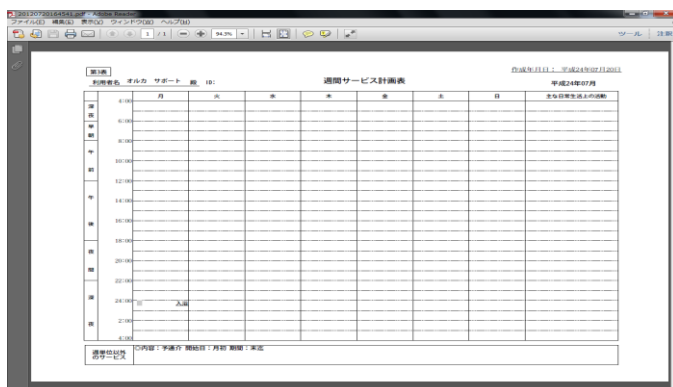 20120720164541.pdf - Adobe Reader
ファイル(F) 編集(E) 表示(V) ウィンドウ(W) ヘルプ(H)
1 / 1 94.3% ツール 注釈
作成年月日: 平成24年07月20日
第3表
利用者名 オルカ サポート 殿 ID: 週間サービス計画表 平成24年07月
月 火 水 木 金 土 日 主な日常生活上の活動
4:00
深夜
6:00
早朝
8:00
午前
10:00
12:00
午後
14:00
16:00
18:00
夜間
20:00
22:00
深夜
24:00 入浴
2:00
4:00
週単位以外のサービス
○内容:予通介 開始日:月初 期間:末迄